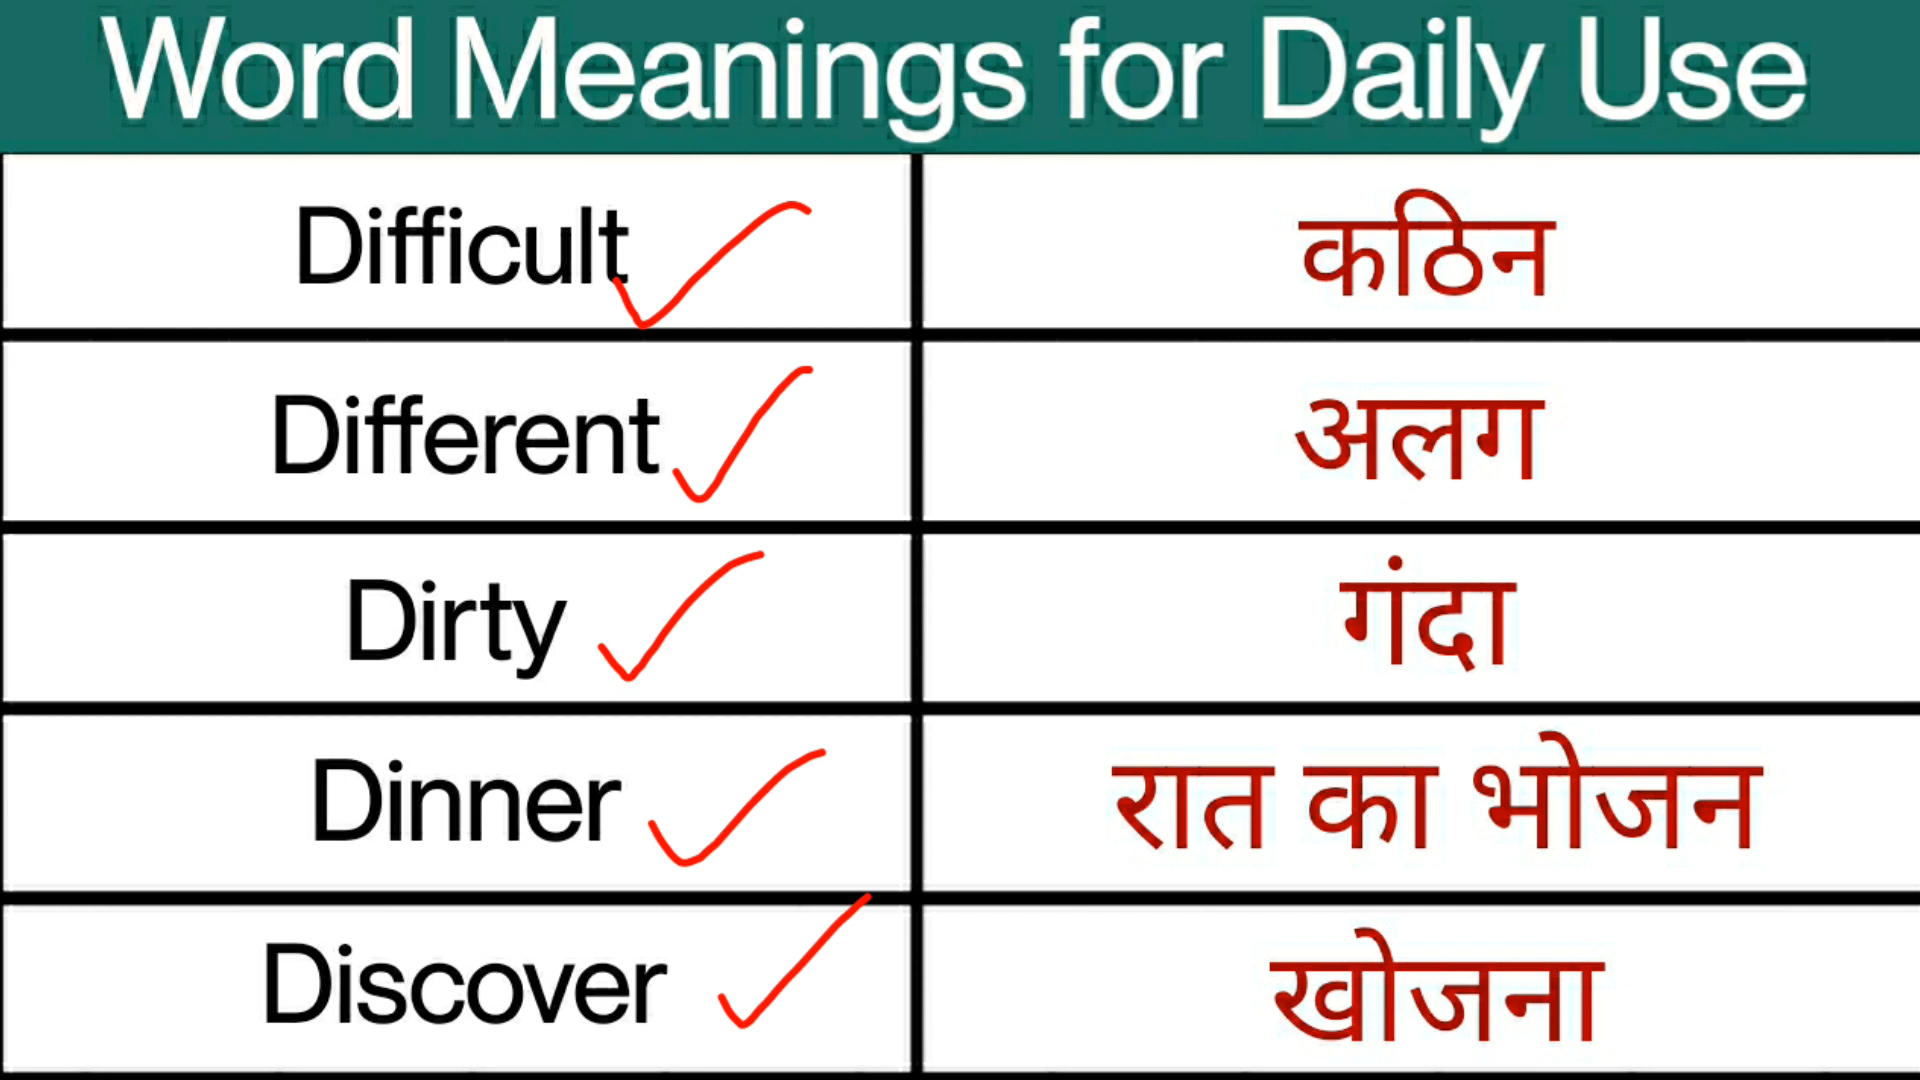 Word Meanings for Daily Use
Difficult कठिन
Different अलग
Dirty गंदा
Dinner रात का भोजन
Discover खोजना